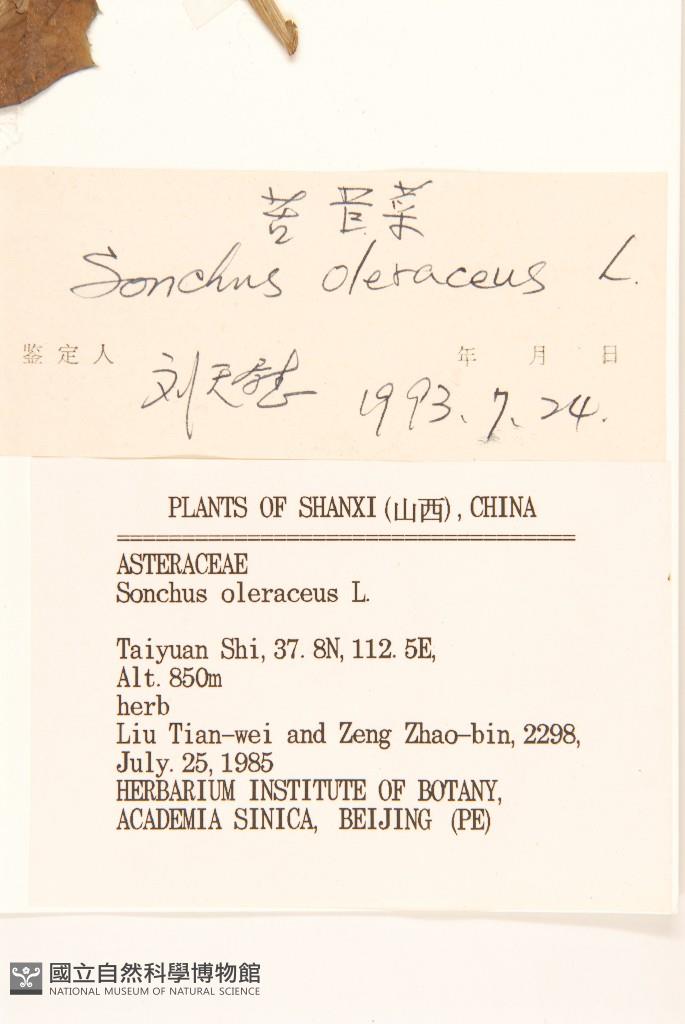 苦苣菜
Sonchus oleraceus L.
鉴定人 刘天慰 年 月 日
1993.7.24.
PLANTS OF SHANXI (山西), CHINA
ASTERACEAE
Sonchus oleraceus L.
Taiyuan Shi, 37.8N, 112.5E,
Alt. 850m
herb
Liu Tian-wei and Zeng Zhao-bin, 2298,
July. 25, 1985
HERBARIUM INSTITUTE OF BOTANY,
ACADEMIA SINICA, BEIJING (PE)
國立自然科學博物館
NATIONAL MUSEUM OF NATURAL SCIENCE